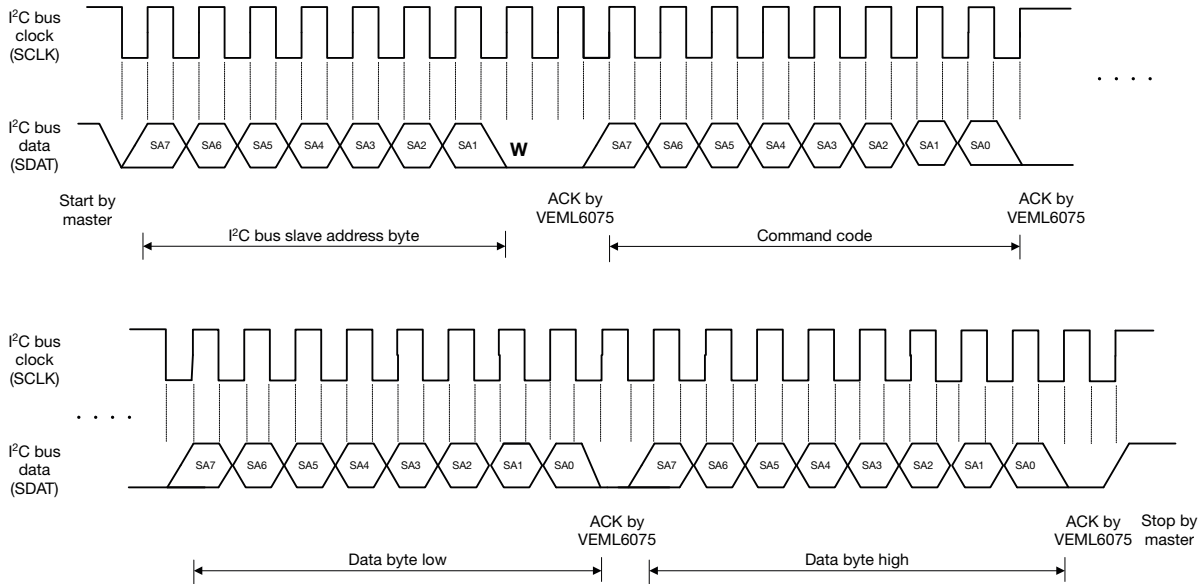 I²C bus
clock
(SCLK)
. . . .
I²C bus
data
(SDAT)
SA7 SA6 SA5 SA4 SA3 SA2 SA1 W SA7 SA6 SA5 SA4 SA3 SA2 SA1 SA0
Start by
master
ACK by
VEML6075
ACK by
VEML6075
I²C bus slave address byte
Command code
I²C bus
clock
(SCLK)
. . . .
I²C bus
data
(SDAT)
SA7 SA6 SA5 SA4 SA3 SA2 SA1 SA0 SA7 SA6 SA5 SA4 SA3 SA2 SA1 SA0
ACK by
VEML6075
ACK by
VEML6075
Stop by
master
Data byte low
Data byte high